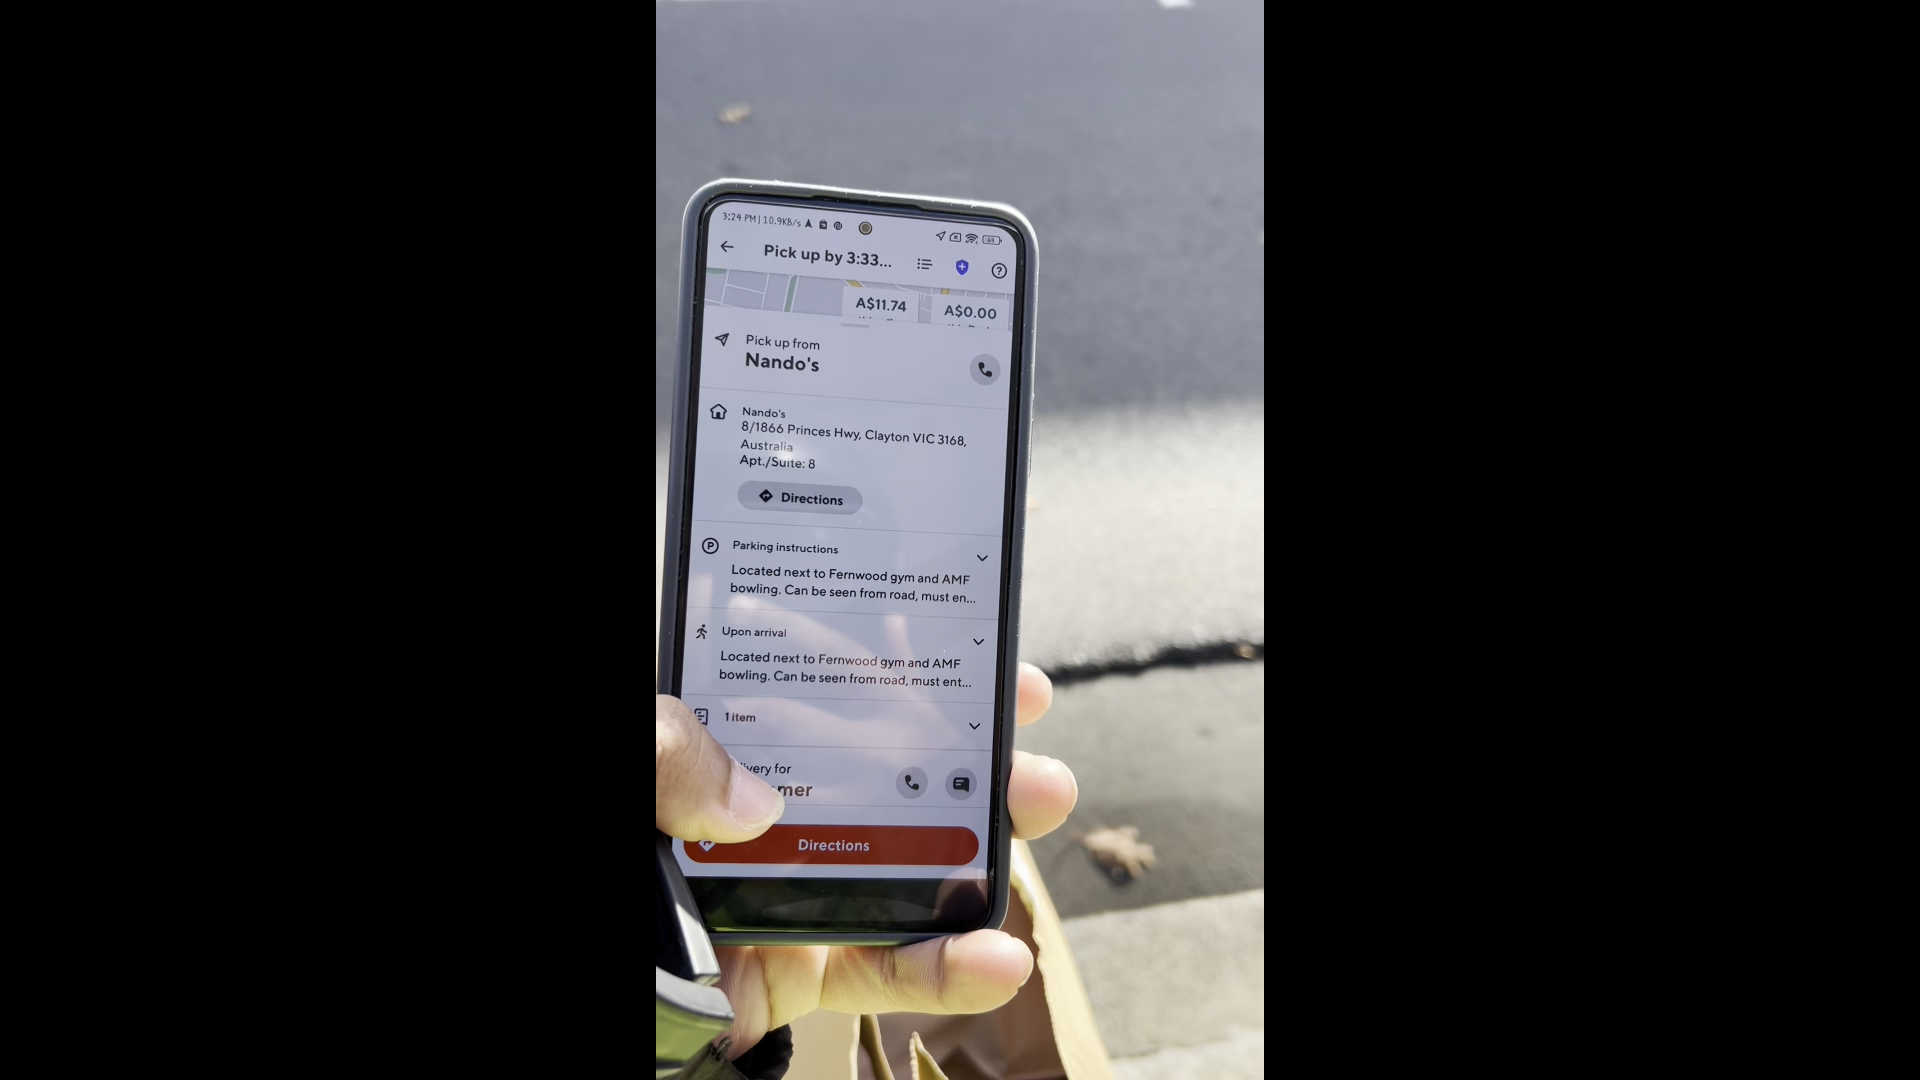 3:24 PM | 10.9KB/s
Pick up by 3:33...
A$11.74
A$0.00
Pick up from
Nando's
Nando's
8/1866 Princes Hwy, Clayton VIC 3168,
Australia
Apt./Suite: 8
Directions
P
Parking instructions
Located next to Fernwood gym and AMF
bowling. Can be seen from road, must en...
Upon arrival
Located next to Fernwood gym and AMF
bowling. Can be seen from road, must ent...
1 item
ivery for
mer
Directions